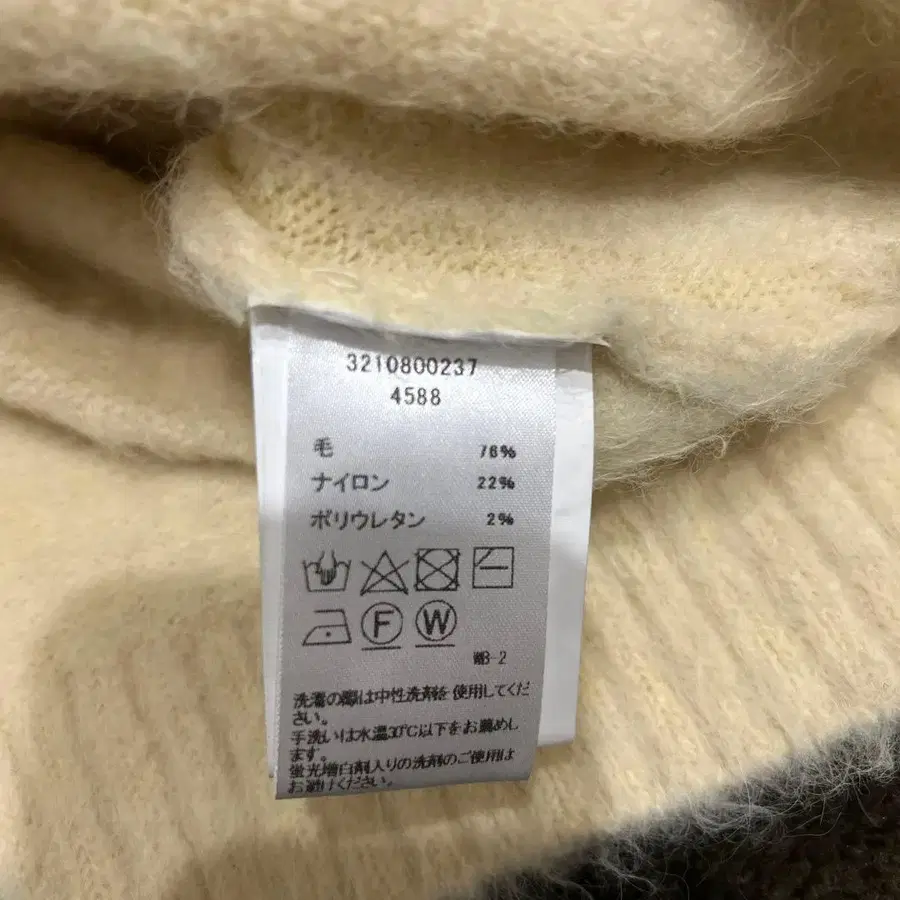 3210800237
4588
毛 76%
ナイロン 22%
ポリウレタン 2%
F W
WB-2
洗濯の際は中性洗剤を使用してくだ
さい。
手洗いは水温30℃以下をお薦めし
ます。
蛍光増白剤入りの洗剤のご使用は
お避けください。